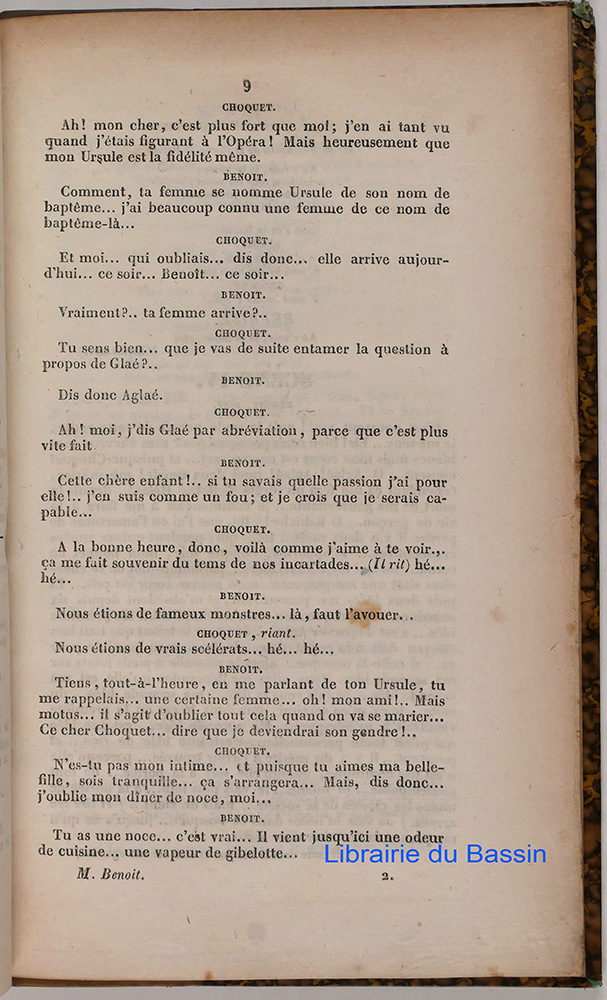 9
CHOQUET.
Ah! mon cher, c'est plus fort que moi; j'en ai tant vu
quand j'étais figurant à l'Opéra! Mais heureusement que
mon Ursule est la fidélité même.
BENOIT.
Comment, ta femme se nomme Ursule de son nom de
baptême... j'ai beaucoup connu une femme de ce nom de
baptême-là...
CHOQUET.
Et moi... qui oubliais... dis donc... elle arrive aujour-
d'hui... ce soir... Benoît... ce soir...
BENOIT.
Vraiment?.. ta femme arrive?..
CHOQUET.
Tu sens bien... que je vas de suite entamer la question à
propos de Glaé?..
BENOIT.
Dis donc Aglaé.
CHOQUET.
Ah! moi, j'dis Glaé par abréviation, parce que c'est plus
vite fait
BENOIT.
Cette chère enfant!.. si tu savais quelle passion j'ai pour
elle!.. j'en suis comme un fou; et je crois que je serais ca-
pable...
CHOQUET.
A la bonne heure, donc, voilà comme j'aime à te voir...
ça me fait souvenir du tems de nos incartades... (Il rit) hé...
hé...
BENOIT.
Nous étions de fameux monstres... là, faut l'avouer...
CHOQUET, riant.
Nous étions de vrais scélérats... hé... hé...
BENOIT.
Tiens, tout-à-l'heure, en me parlant de ton Ursule, tu
me rappelais... une certaine femme... oh! mon ami!.. Mais
motus... il s'agit d'oublier tout cela quand on va se marier...
Ce cher Choquet... dire que je deviendrai son gendre!..
CHOQUET.
N'es-tu pas mon intime... et puisque tu aimes ma belle-
fille, sois tranquille... ça s'arrangera... Mais, dis donc...
j'oublie mon dîner de noce, moi...
BENOIT.
Tu as une noce... c'est vrai... Il vient jusqu'ici une odeur
de cuisine... une vapeur de gibelotte...
Librairie du Bassin
M. Benoit. 2.